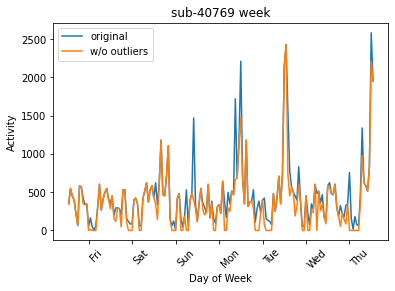 sub-40769 week
original
w/o outliers
2500
2000
1500
1000
500
0
Activity
Fri
Sat
Sun
Mon
Tue
Wed
Thu
Day of Week